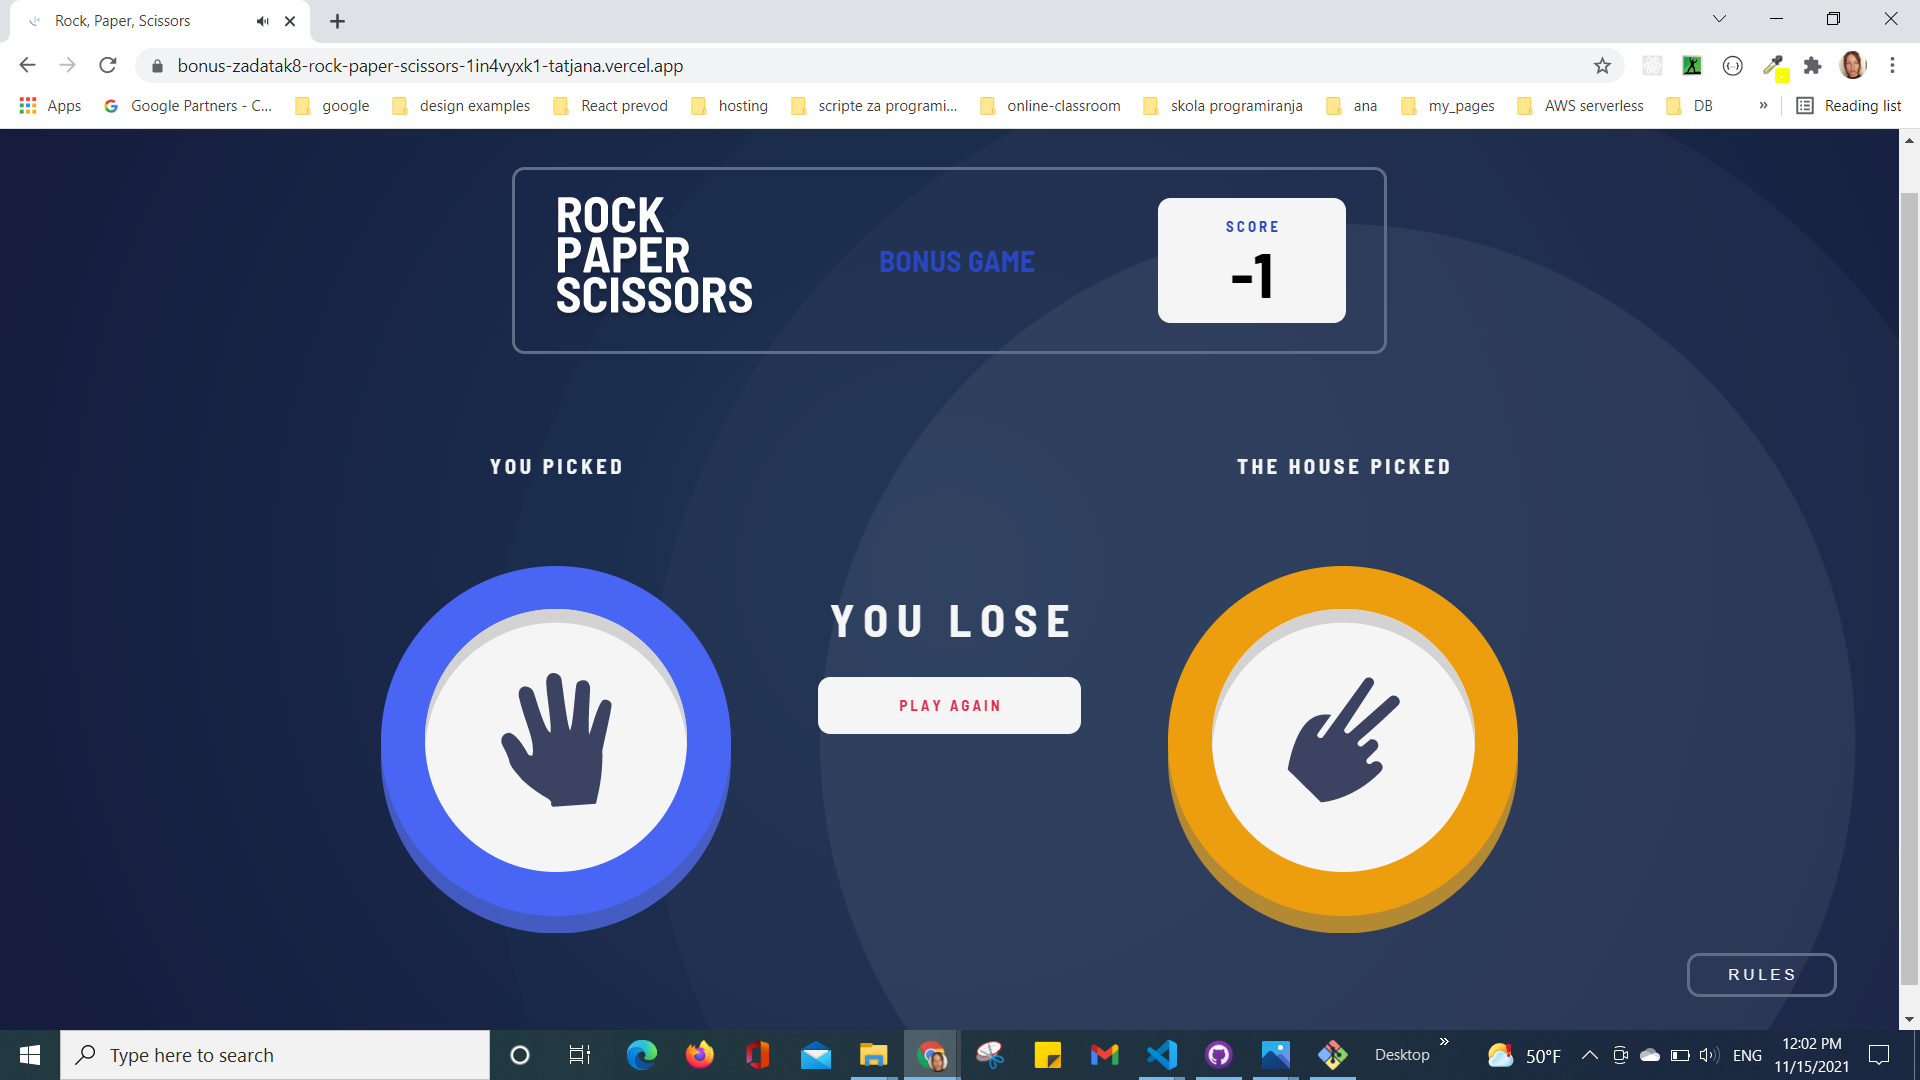 Rock, Paper, Scissors
bonus-zadatak8-rock-paper-scissors-1in4vyxk1-tatjana.vercel.app
Apps Google Partners - C... google design examples React prevod hosting scripte za programi... online-classroom skola programiranja ana my_pages AWS serverless DB » Reading list
ROCK
PAPER
SCISSORS
BONUS GAME
SCORE
-1
YOU PICKED
THE HOUSE PICKED
YOU LOSE
PLAY AGAIN
RULES
Type here to search
Desktop »
50°F
ENG
12:02 PM
11/15/2021